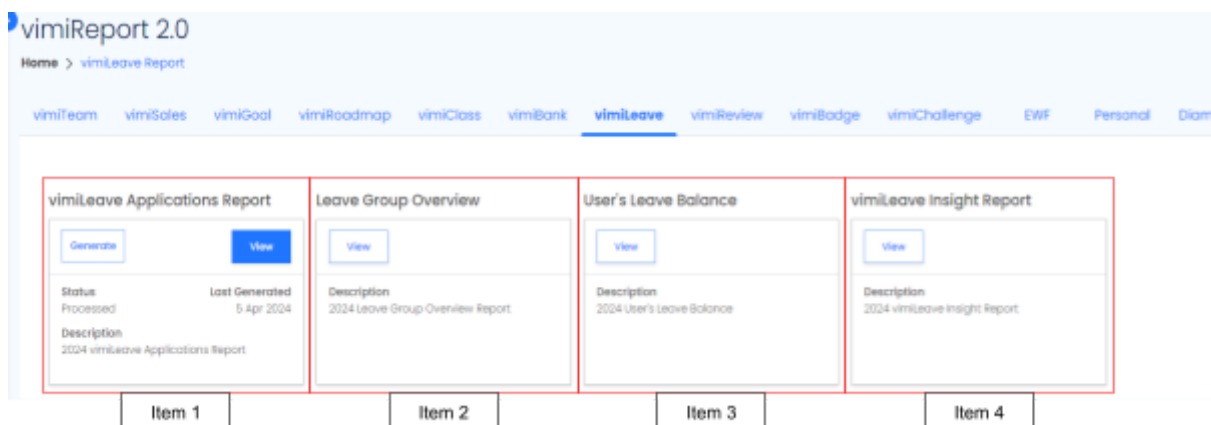 vimiReport 2.0
Home > vimiLeave Report
vimiTeam vimiSales vimiGoal vimiRoadmap vimiClass vimiBank vimiLeave vimiReview vimiBadge vimiChallenge EWF Personal Diam
vimiLeave Applications Report
Generate View
Status Last Generated
Processed 5 Apr 2024
Description
2024 vimiLeave Applications Report
Item 1
Leave Group Overview
View
Description
2024 Leave Group Overview Report
Item 2
User's Leave Balance
View
Description
2024 User's Leave Balance
Item 3
vimiLeave Insight Report
View
Description
2024 vimiLeave Insight Report
Item 4